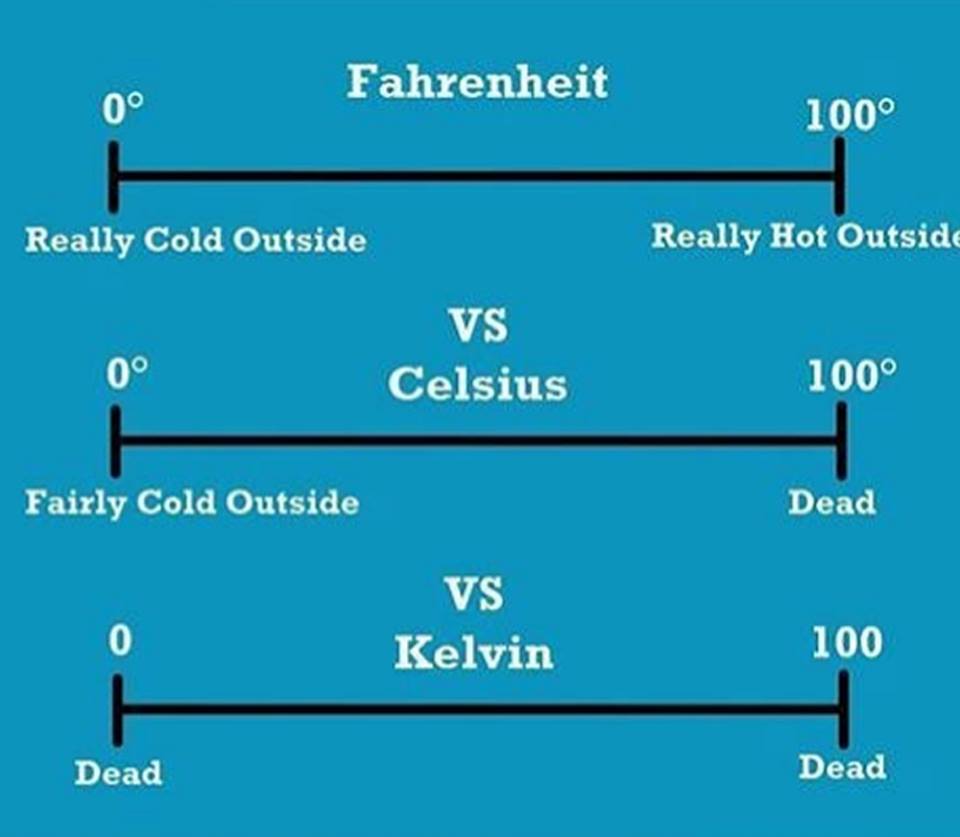 Fahrenheit
0° 100°
Really Cold Outside Really Hot Outside
VS
Celsius
0° 100°
Fairly Cold Outside Dead
VS
Kelvin
0 100
Dead Dead